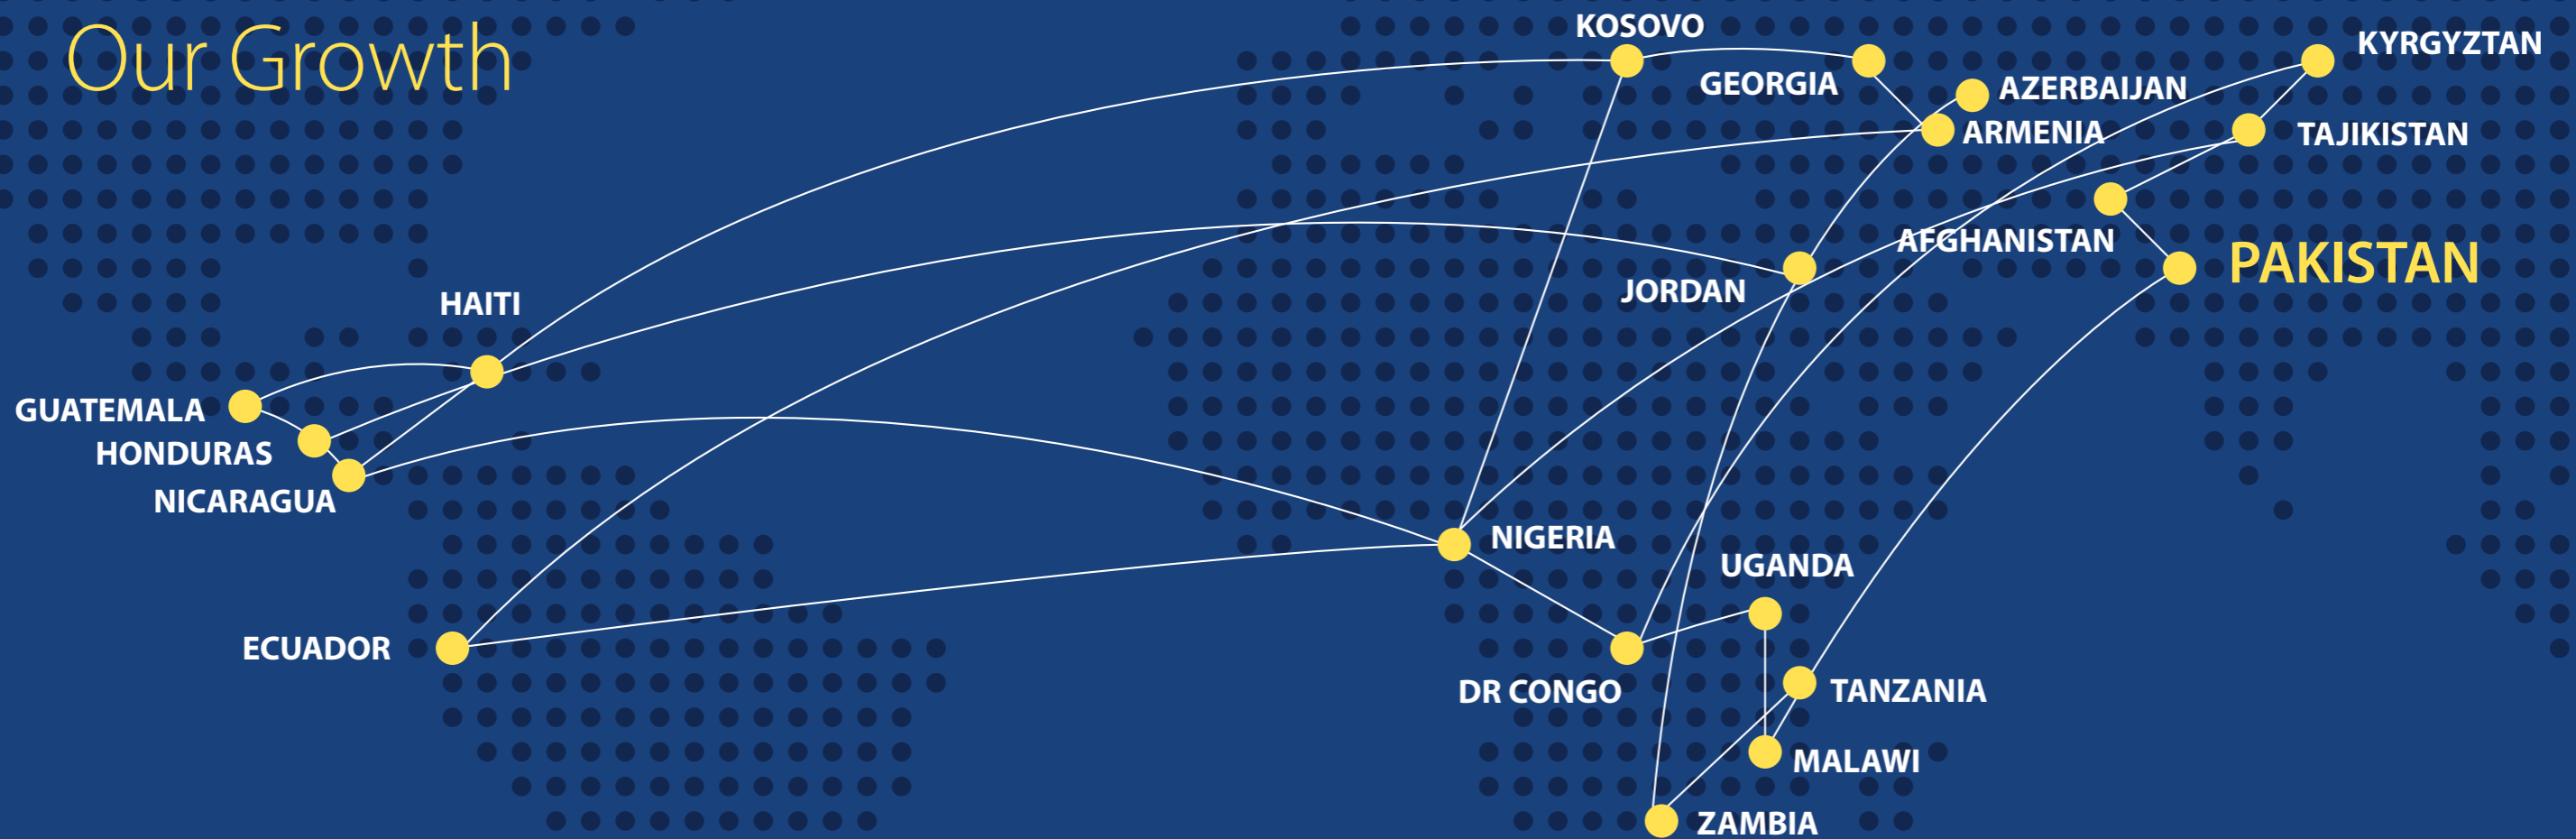 Our Growth
KOSOVO
KYRGYZTAN
GEORGIA
AZERBAIJAN
ARMENIA
TAJIKISTAN
AFGHANISTAN
PAKISTAN
JORDAN
HAITI
GUATEMALA
HONDURAS
NICARAGUA
NIGERIA
UGANDA
ECUADOR
DR CONGO
TANZANIA
MALAWI
ZAMBIA